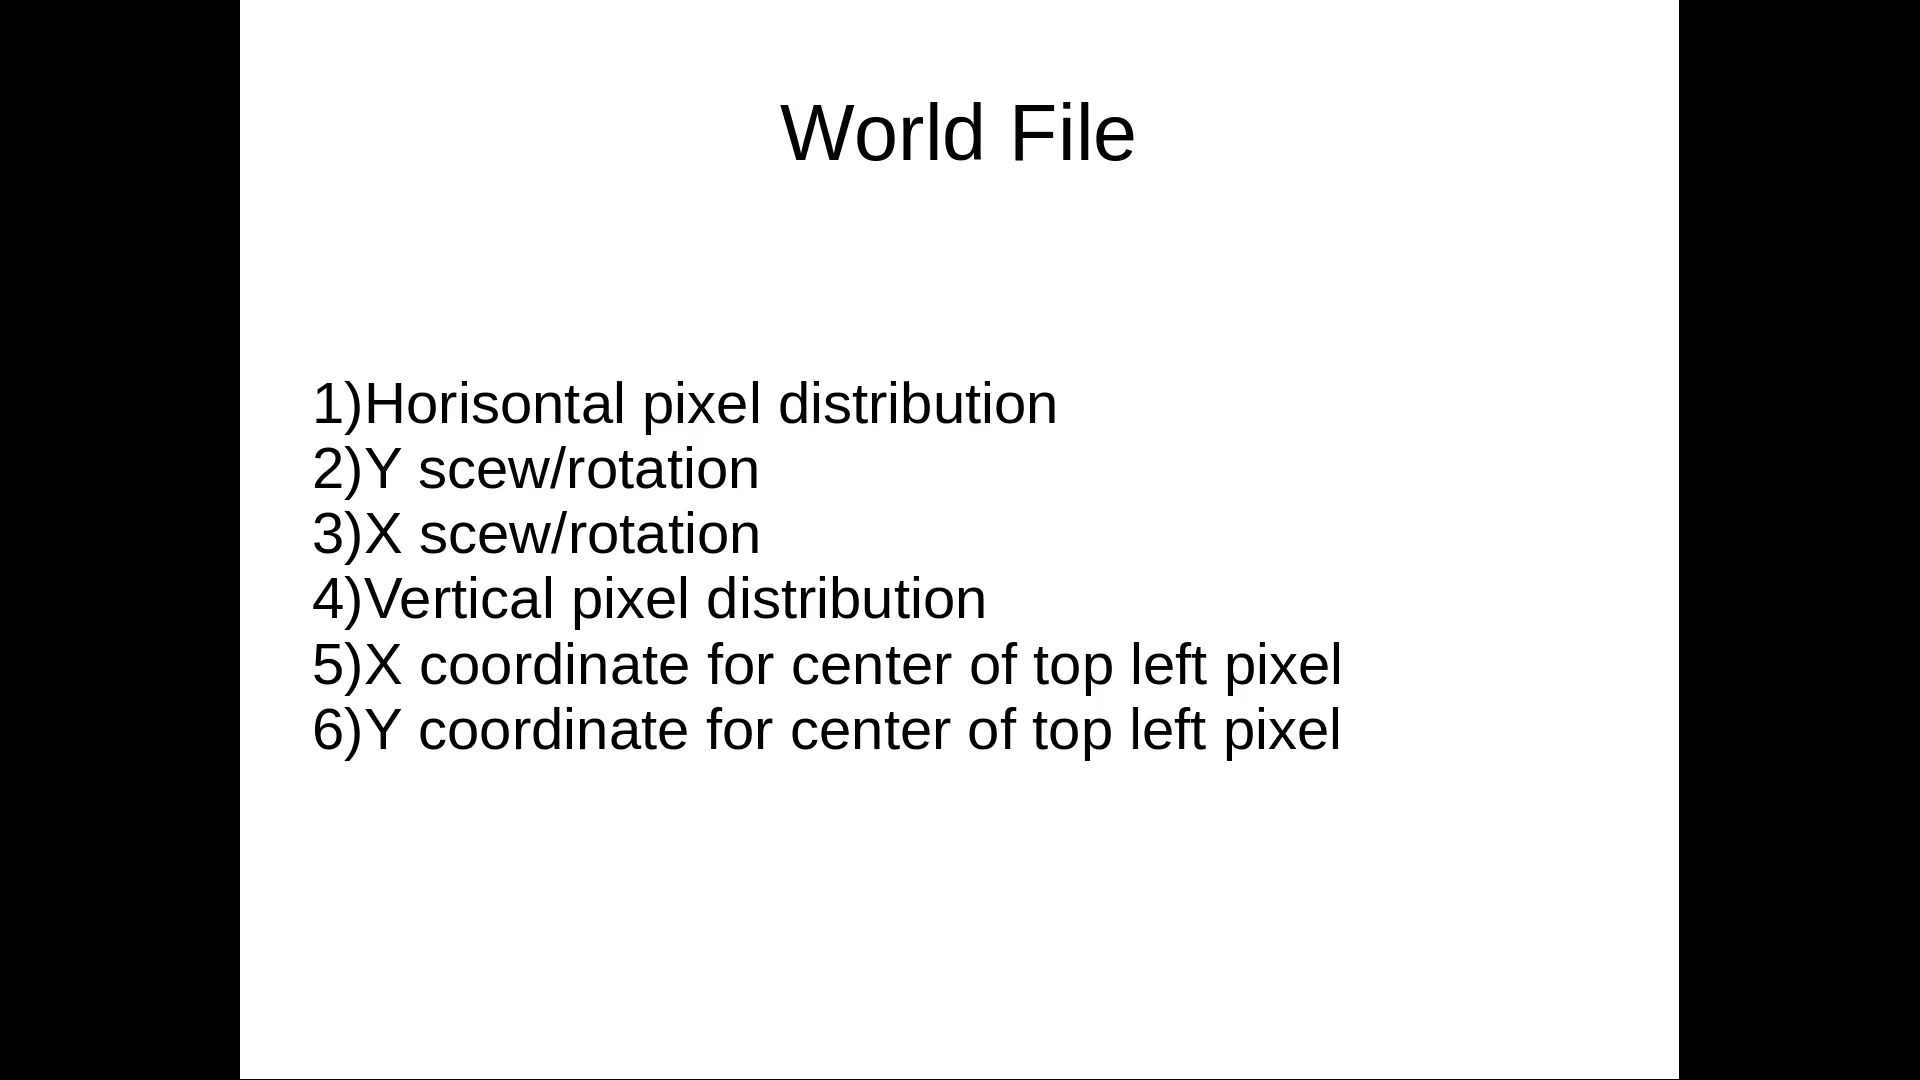 World File
1)Horisontal pixel distribution
2)Y scew/rotation
3)X scew/rotation
4)Vertical pixel distribution
5)X coordinate for center of top left pixel
6)Y coordinate for center of top left pixel